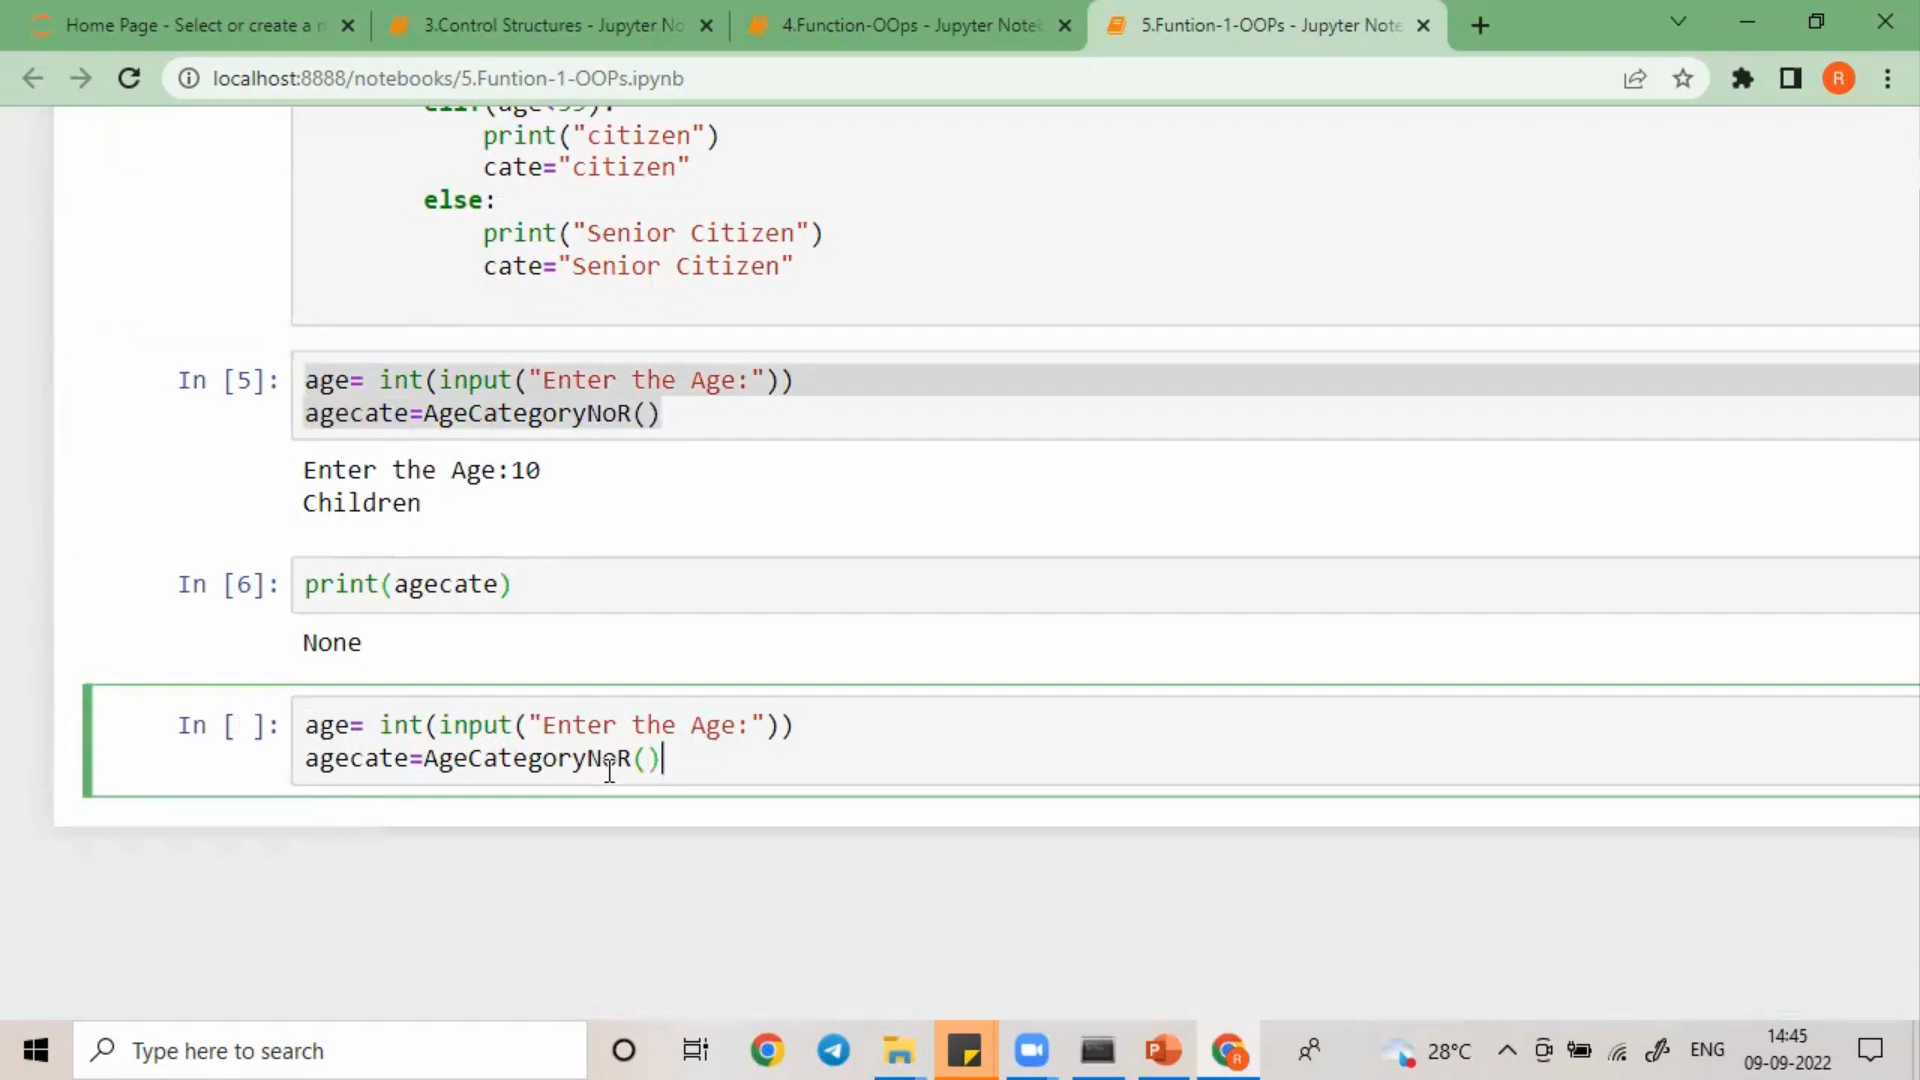 Home Page - Select or create a n
3.Control Structures - Jupyter No
4.Function-OOps - Jupyter Note
5.Funtion-1-OOPs - Jupyter Note
localhost:8888/notebooks/5.Funtion-1-OOPs.ipynb
R
print("citizen")
cate="citizen"
else:
print("Senior Citizen")
cate="Senior Citizen"
In [5]: age= int(input("Enter the Age:"))
agecate=AgeCategoryNoR()
Enter the Age:10
Children
In [6]: print(agecate)
None
In [ ]: age= int(input("Enter the Age:"))
agecate=AgeCategoryNoR()
Type here to search
28°C
ENG
14:45
09-09-2022